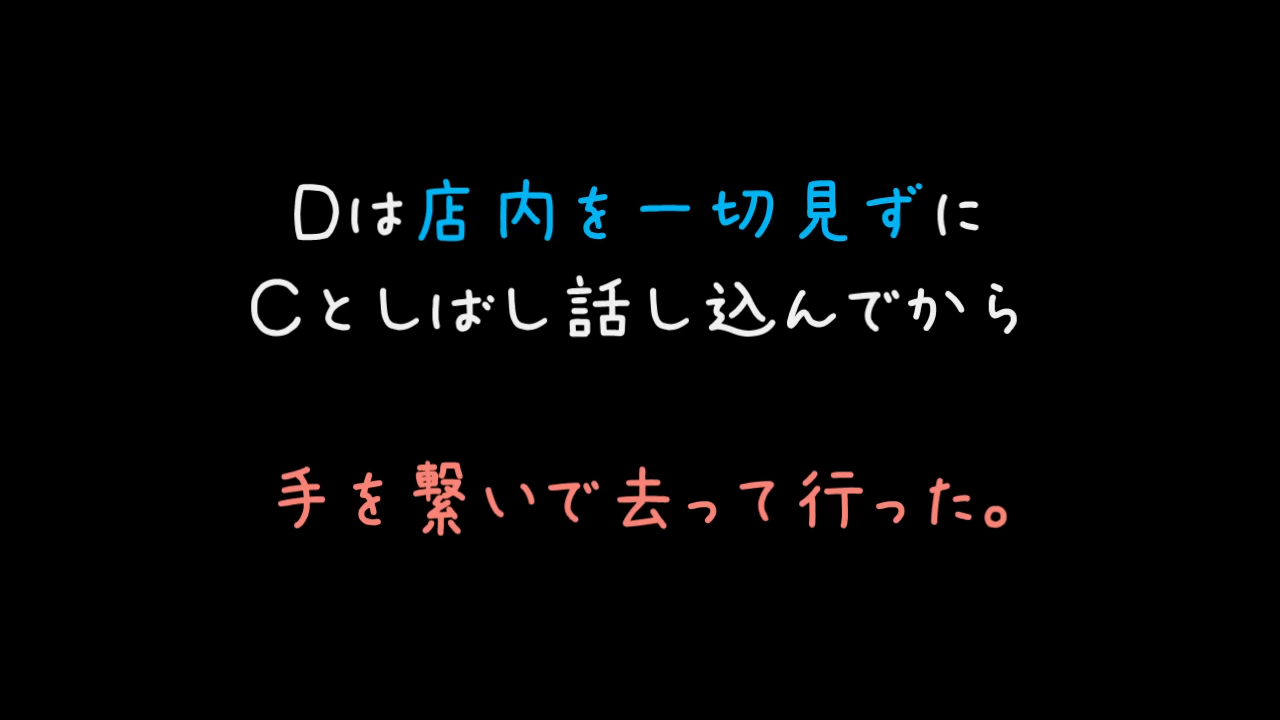 Dは店内を一切見ずに
Cとしばし話し込んでから
手を繋いで去って行った。